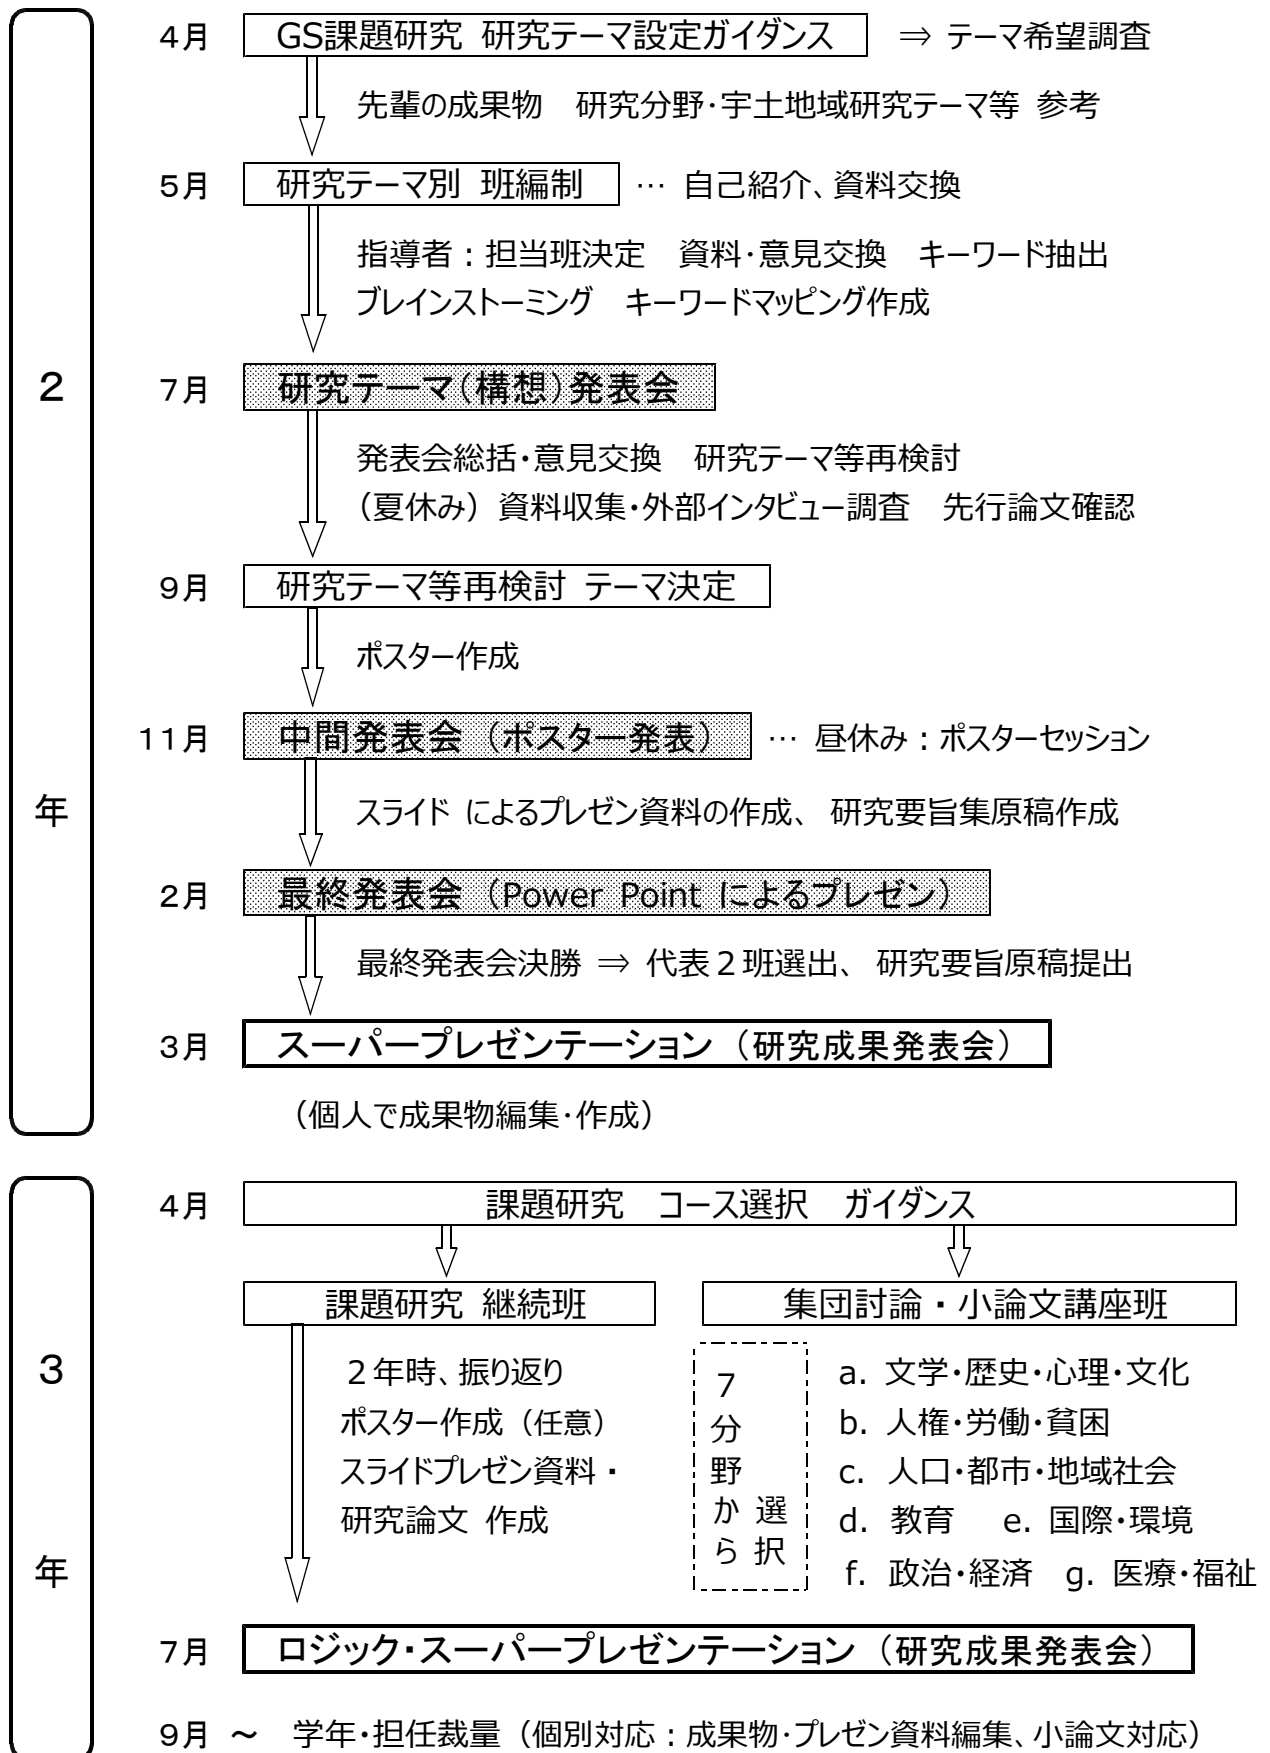 4月 GS課題研究 研究テーマ設定ガイダンス ⇒ テーマ希望調査
先輩の成果物 研究分野・宇土地域研究テーマ等 参考
5月 研究テーマ別 班編制 … 自己紹介、資料交換
指導者：担当班決定 資料・意見交換 キーワード抽出
ブレインストーミング キーワードマッピング作成
2
7月 研究テーマ（構想）発表会
発表会総括・意見交換 研究テーマ等再検討
（夏休み）資料収集・外部インタビュー調査 先行論文確認
9月 研究テーマ等再検討 テーマ決定
ポスター作成
11月 中間発表会（ポスター発表） … 昼休み：ポスターセッション
年
スライド によるプレゼン資料の作成、 研究要旨集原稿作成
2月 最終発表会（Power Point によるプレゼン）
最終発表会決勝 ⇒ 代表２班選出、 研究要旨原稿提出
3月 スーパープレゼンテーション（研究成果発表会）
（個人で成果物編集・作成）
4月 課題研究 コース選択 ガイダンス
課題研究 継続班
集団討論・小論文講座班
3
年
２年時、振り返り
ポスター作成（任意）
スライドプレゼン資料・
研究論文 作成
7分野から
選択
a. 文学・歴史・心理・文化
b. 人権・労働・貧困
c. 人口・都市・地域社会
d. 教育 e. 国際・環境
f. 政治・経済 g. 医療・福祉
7月 ロジック・スーパープレゼンテーション（研究成果発表会）
9月 ～ 学年・担任裁量（個別対応：成果物・プレゼン資料編集、小論文対応）